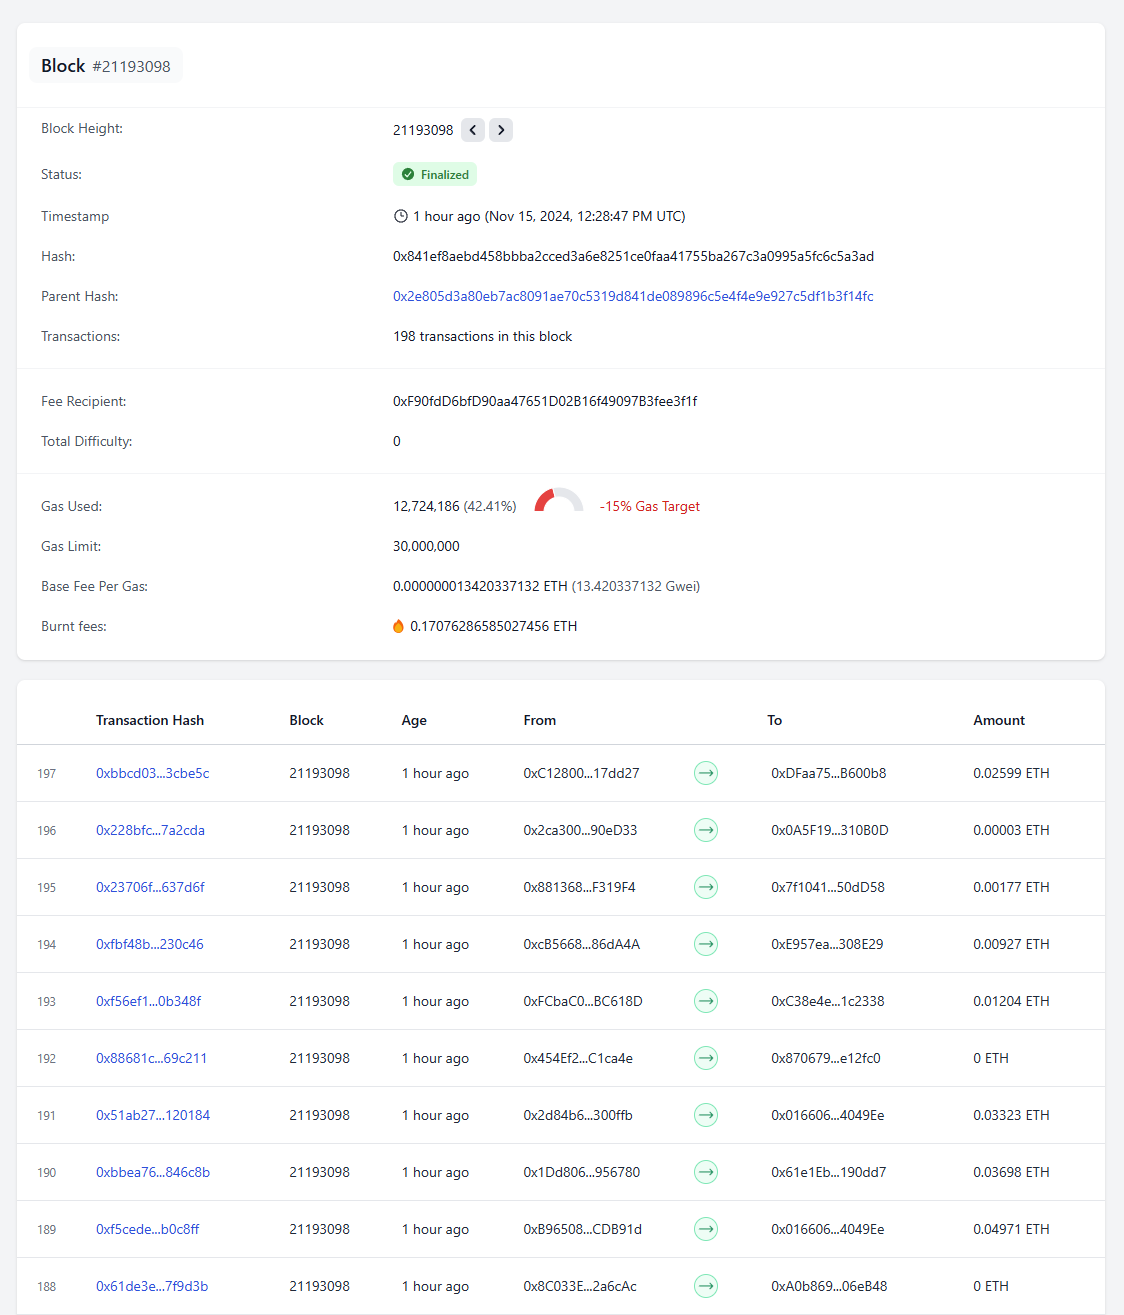 Block #21193098
Block Height: 21193098
Status: Finalized
Timestamp 1 hour ago (Nov 15, 2024, 12:28:47 PM UTC)
Hash: 0x841ef8aebd458bbba2cced3a6e8251ce0faa41755ba267c3a0995a5fc6c5a3ad
Parent Hash: 0x2e805d3a80eb7ac8091ae70c5319d841de089896c5e4f4e9e927c5df1b3f14fc
Transactions: 198 transactions in this block
Fee Recipient: 0xF90fdD6bfD90aa47651D02B16f49097B3fee3f1f
Total Difficulty: 0
Gas Used: 12,724,186 (42.41%) -15% Gas Target
Gas Limit: 30,000,000
Base Fee Per Gas: 0.000000013420337132 ETH (13.420337132 Gwei)
Burnt fees: 0.17076286585027456 ETH
Transaction Hash Block Age From To Amount
197 0xbbcd03...3cbe5c 21193098 1 hour ago 0xC12800...17dd27 0xDFaa75...B600b8 0.02599 ETH
196 0x228bfc...7a2cda 21193098 1 hour ago 0x2ca300...90eD33 0x0A5F19...310B0D 0.00003 ETH
195 0x23706f...637d6f 21193098 1 hour ago 0x881368...F319F4 0x7f1041...50dD58 0.00177 ETH
194 0xfbf48b...230c46 21193098 1 hour ago 0xcB5668...86dA4A 0xE957ea...308E29 0.00927 ETH
193 0xf56ef1...0b348f 21193098 1 hour ago 0xFCbaC0...BC618D 0xC38e4e...1c2338 0.01204 ETH
192 0x88681c...69c211 21193098 1 hour ago 0x454Ef2...C1ca4e 0x870679...e12fc0 0 ETH
191 0x51ab27...120184 21193098 1 hour ago 0x2d84b6...300ffb 0x016606...4049Ee 0.03323 ETH
190 0xbbea76...846c8b 21193098 1 hour ago 0x1Dd806...956780 0x61e1Eb...190dd7 0.03698 ETH
189 0xf5cede...b0c8ff 21193098 1 hour ago 0xB96508...CDB91d 0x016606...4049Ee 0.04971 ETH
188 0x61de3e...7f9d3b 21193098 1 hour ago 0x8C033E...2a6cAc 0xA0b869...06eB48 0 ETH